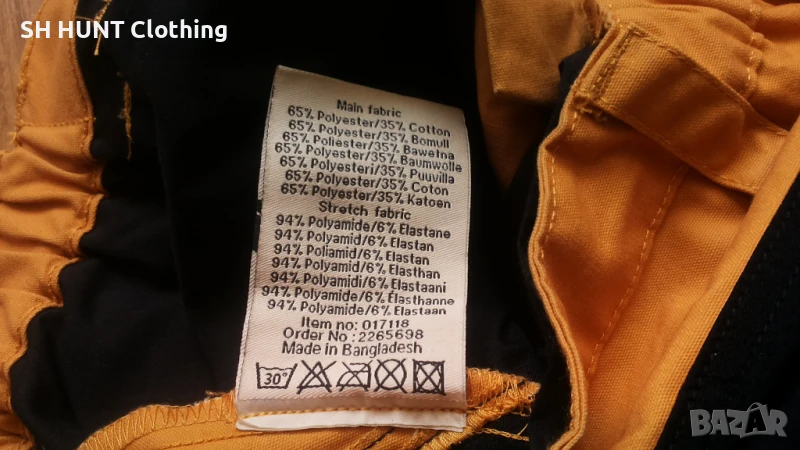 SH HUNT Clothing
Main fabric
65% Polyester/35% Cotton
65% Polyester/35% Bomull
65% Poliester/35% Bawełna
65% Polyester/35% Baumwolle
65% Polyesteri/35% Puuvilla
65% Polyester/35% Coton
65% Polyester/35% Katoen
Stretch fabric
94% Polyamide/6% Elastane
94% Polyamid/6% Elastan
94% Poliamid/6% Elastan
94% Polyamid/6% Elasthan
94% Polyamidi/6% Elastaani
94% Polyamide/6% Élasthanne
94% Polyamide/6% Elastaan
Item no: 017118
Order No :2265698
Made in Bangladesh
30°
BAZAR